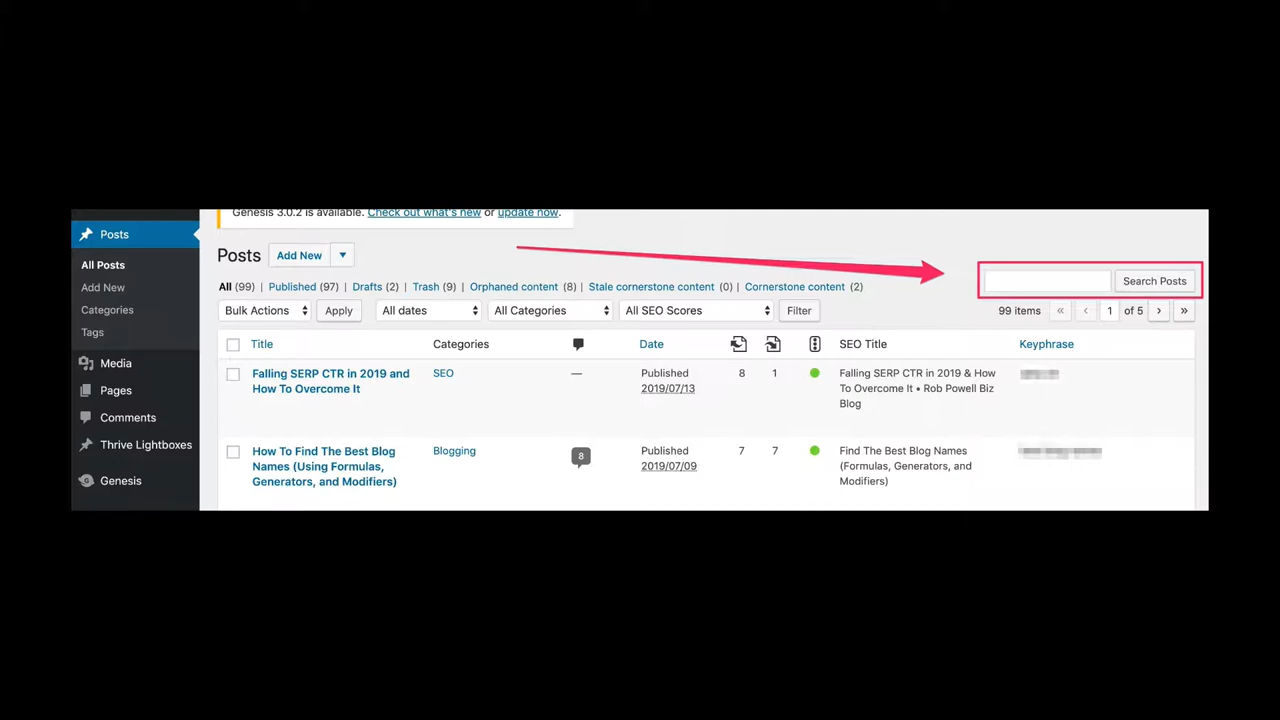 Genesis 3.0.2 is available. Check out what's new or update now.
Posts
Posts Add New
All Posts
Add New
Categories
Tags
Media
Pages
Comments
Thrive Lightboxes
Genesis
Search Posts
All (99) | Published (97) | Drafts (2) | Trash (9) | Orphaned content (8) | Stale cornerstone content (0) | Cornerstone content (2)
Bulk Actions Apply All dates All Categories All SEO Scores Filter
99 items « ‹ 1 of 5 › »
Title Categories Date SEO Title Keyphrase
Falling SERP CTR in 2019 and
How To Overcome It
SEO
—
Published
2019/07/13
8 1
Falling SERP CTR in 2019 & How
To Overcome It • Rob Powell Biz
Blog
How To Find The Best Blog
Names (Using Formulas,
Generators, and Modifiers)
Blogging
8
Published
2019/07/09
7 7
Find The Best Blog Names
(Formulas, Generators, and
Modifiers)